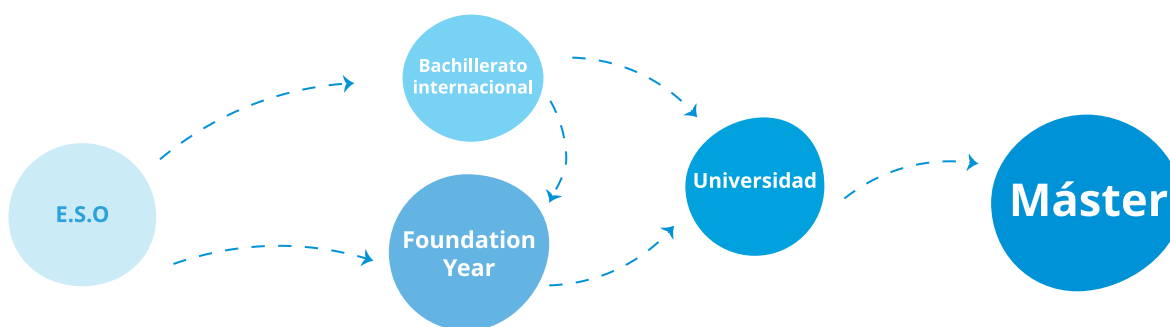 E.S.O
Bachillerato
internacional
Foundation
Year
Universidad
Máster